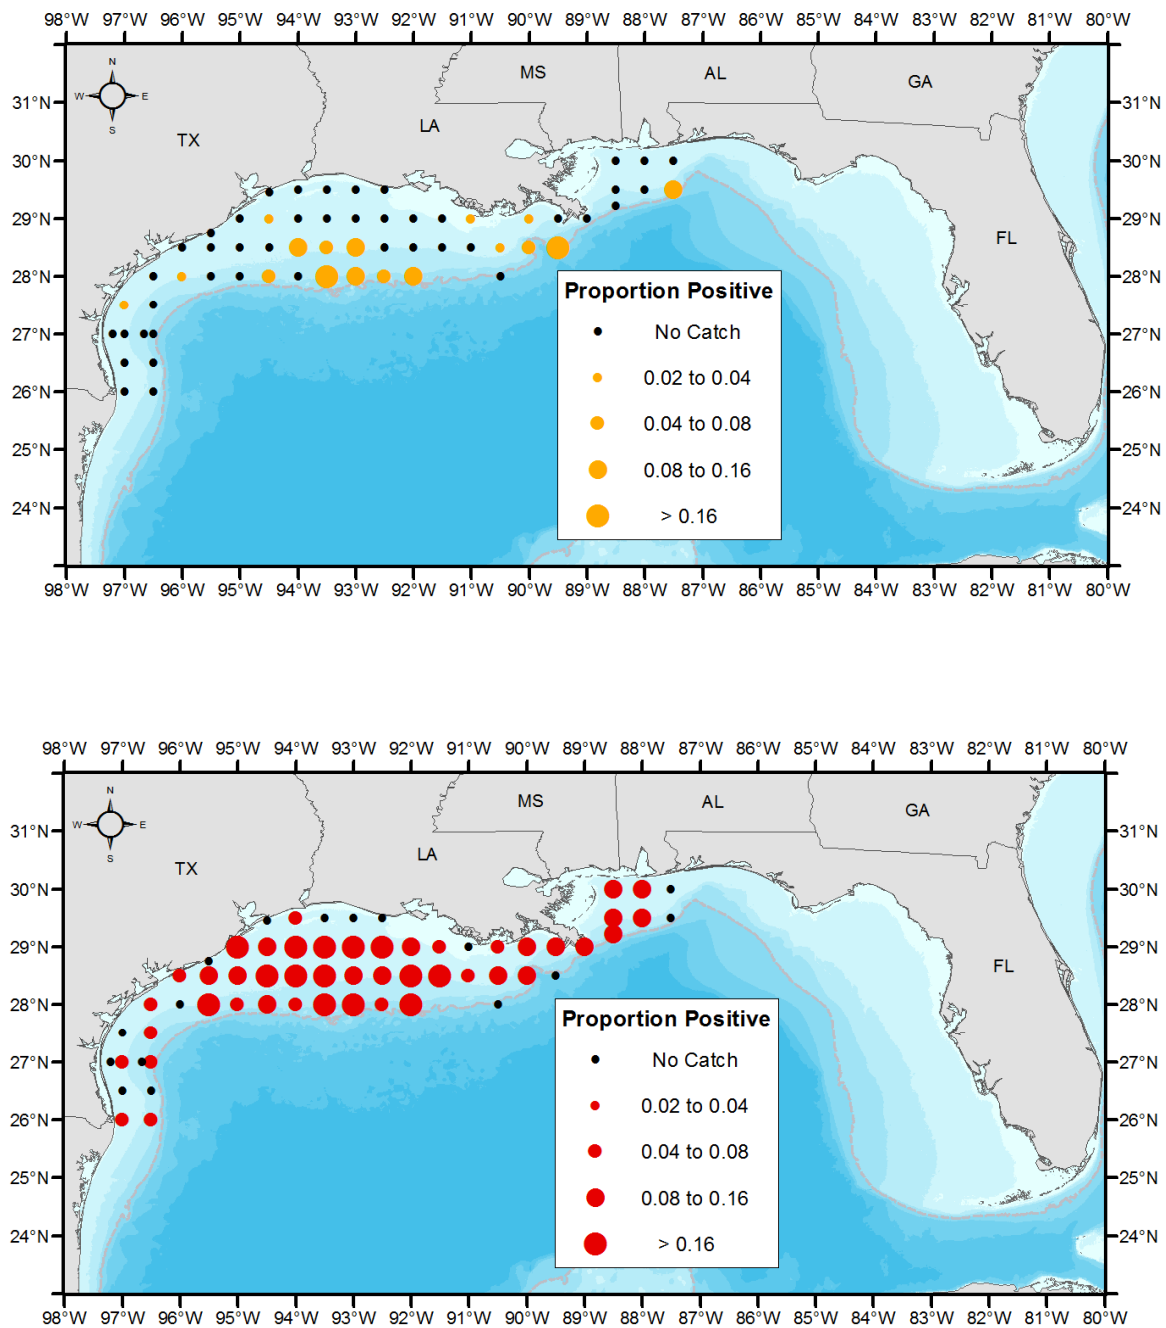 98°W 97°W 96°W 95°W 94°W 93°W 92°W 91°W 90°W 89°W 88°W 87°W 86°W 85°W 84°W 83°W 82°W 81°W 80°W
N
W E
S
MS AL GA
TX LA
FL
31°N 31°N
30°N 30°N
29°N 29°N
28°N 28°N
27°N 27°N
26°N 26°N
25°N 25°N
24°N 24°N
Proportion Positive
No Catch
0.02 to 0.04
0.04 to 0.08
0.08 to 0.16
> 0.16
98°W 97°W 96°W 95°W 94°W 93°W 92°W 91°W 90°W 89°W 88°W 87°W 86°W 85°W 84°W 83°W 82°W 81°W 80°W
98°W 97°W 96°W 95°W 94°W 93°W 92°W 91°W 90°W 89°W 88°W 87°W 86°W 85°W 84°W 83°W 82°W 81°W 80°W
N
W E
S
MS AL GA
TX LA
FL
31°N 31°N
30°N 30°N
29°N 29°N
28°N 28°N
27°N 27°N
26°N 26°N
25°N 25°N
24°N 24°N
Proportion Positive
No Catch
0.02 to 0.04
0.04 to 0.08
0.08 to 0.16
> 0.16
98°W 97°W 96°W 95°W 94°W 93°W 92°W 91°W 90°W 89°W 88°W 87°W 86°W 85°W 84°W 83°W 82°W 81°W 80°W